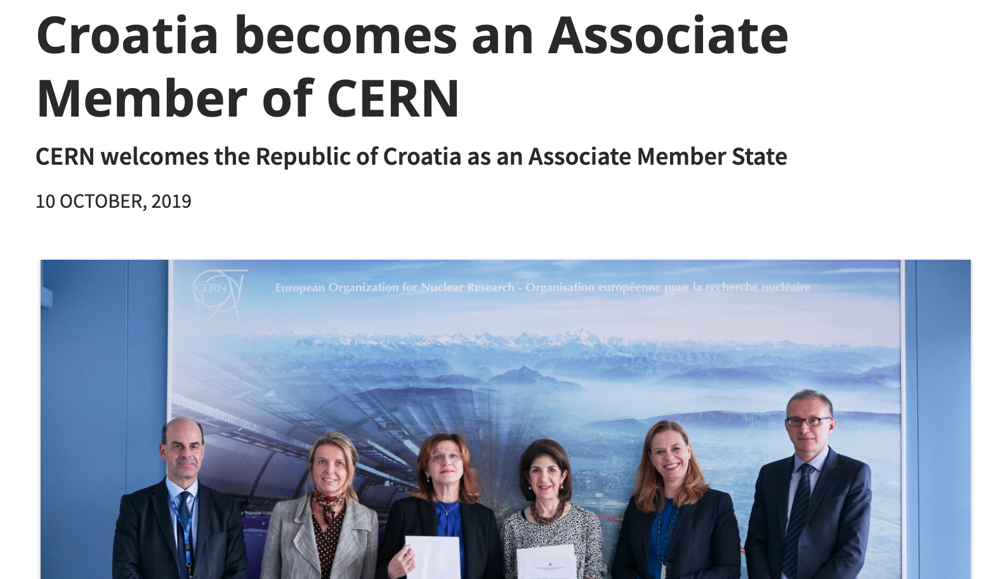 Croatia becomes an Associate
Member of CERN
CERN welcomes the Republic of Croatia as an Associate Member State
10 OCTOBER, 2019
CERN
European Organization for Nuclear Research - Organisation européenne pour la recherche nucléaire